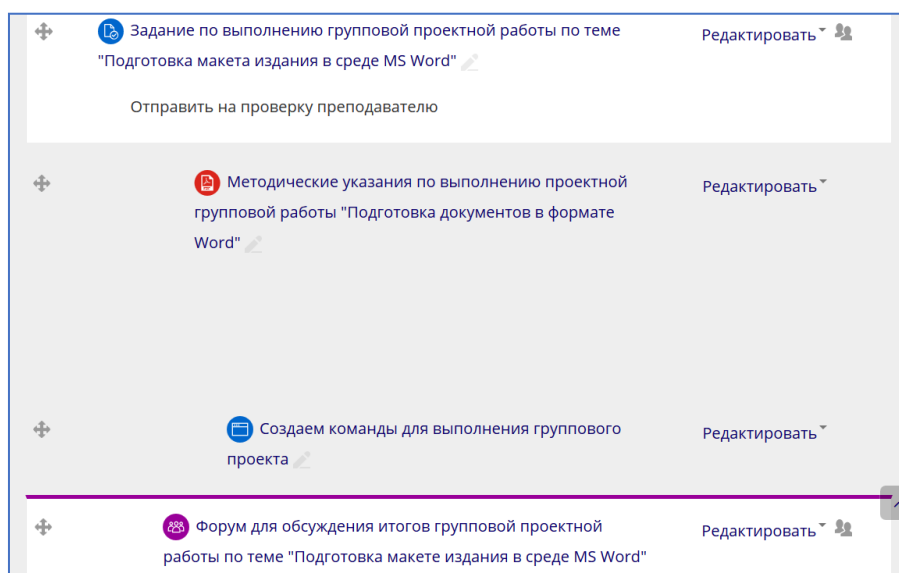 Задание по выполнению групповой проектной работы по теме
"Подготовка макета издания в среде MS Word"
Редактировать
Отправить на проверку преподавателю
Методические указания по выполнению проектной
групповой работы "Подготовка документов в формате
Word"
Редактировать
Создаем команды для выполнения группового
проекта
Редактировать
Форум для обсуждения итогов групповой проектной
работы по теме "Подготовка макете издания в среде MS Word"
Редактировать